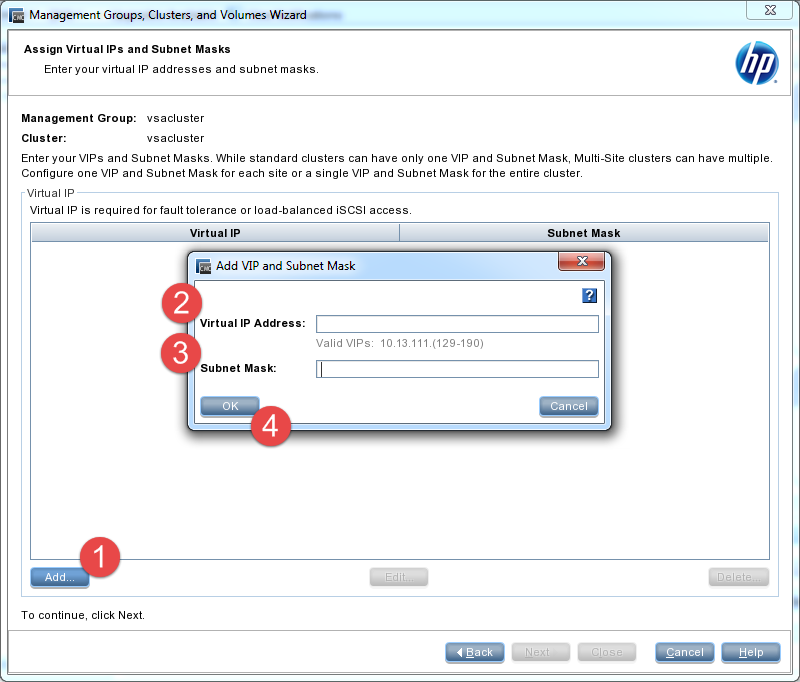 CMC Management Groups, Clusters, and Volumes Wizard
Assign Virtual IPs and Subnet Masks
Enter your virtual IP addresses and subnet masks.
hp
Management Group: vsacluster
Cluster: vsacluster
Enter your VIPs and Subnet Masks. While standard clusters can have only one VIP and Subnet Mask, Multi-Site clusters can have multiple.
Configure one VIP and Subnet Mask for each site or a single VIP and Subnet Mask for the entire cluster.
Virtual IP
Virtual IP is required for fault tolerance or load-balanced iSCSI access.
Virtual IP Subnet Mask
CMC Add VIP and Subnet Mask
?
2
Virtual IP Address:
Valid VIPs: 10.13.111.(129-190)
3
Subnet Mask:
OK Cancel
4
1
Add... Edit... Delete...
To continue, click Next.
Back Next... Close Cancel Help